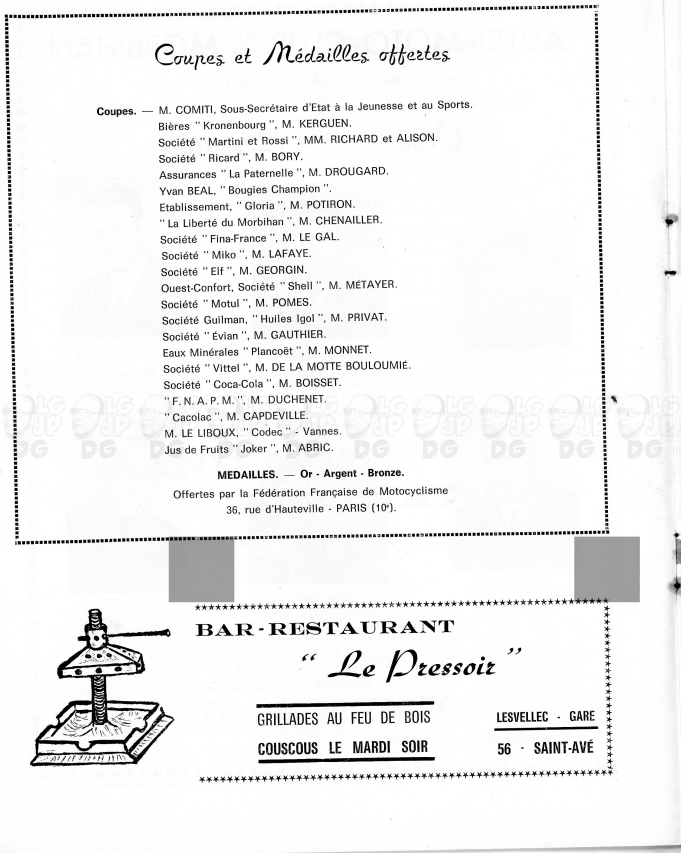 Coupes et Médailles offertes
Coupes. — M. COMITI, Sous-Secrétaire d'Etat à la Jeunesse et au Sports.
Bières " Kronenbourg ", M. KERGUEN.
Société " Martini et Rossi ", MM. RICHARD et ALISON.
Société " Ricard ", M. BORY.
Assurances " La Paternelle ", M. DROUGARD.
Yvan BEAL, " Bougies Champion ".
Etablissement, " Gloria ", M. POTIRON.
" La Liberté du Morbihan ", M. CHENAILLER.
Société " Fina-France ", M. LE GAL.
Société " Miko ", M. LAFAYE.
Société " Elf ", M. GEORGIN.
Ouest-Confort, Société " Shell ", M. MÉTAYER.
Société " Motul ", M. POMES.
Société Guilman, " Huiles Igol ", M. PRIVAT.
Société " Évian ", M. GAUTHIER.
Eaux Minérales " Plancoët ", M. MONNET.
Société " Vittel ", M. DE LA MOTTE BOULOUMIÉ.
Société " Coca-Cola ", M. BOISSET.
" F. N. A. P. M. ", M. DUCHENET.
" Cacolac ", M. CAPDEVILLE.
M. LE LIBOUX, " Codec " - Vannes.
Jus de Fruits " Joker ", M. ABRIC.
MEDAILLES. — Or - Argent - Bronze.
Offertes par la Fédération Française de Motocyclisme
36, rue d'Hauteville - PARIS (10e).
BAR-RESTAURANT
" Le Pressoir "
GRILLADES AU FEU DE BOIS
COUSCOUS LE MARDI SOIR
LESVELLEC - GARE
56 - SAINT-AVÉ